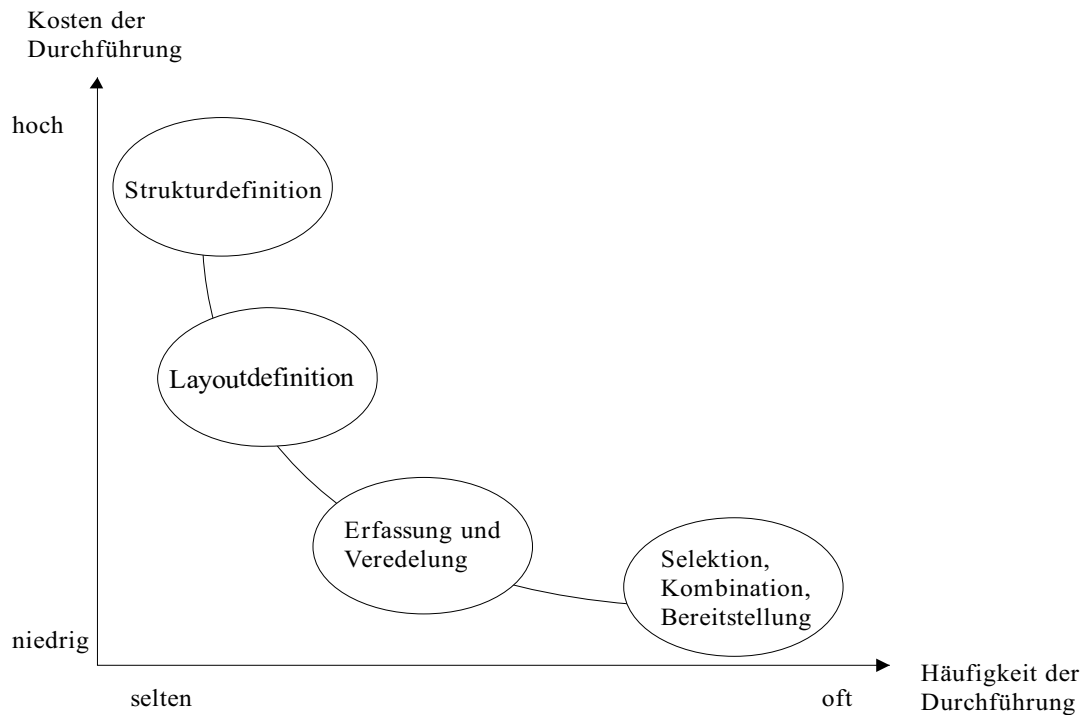 Kosten der
Durchführung
hoch
Strukturdefinition
Layoutdefinition
Erfassung und
Veredelung
Selektion,
Kombination,
Bereitstellung
niedrig
selten
oft
Häufigkeit der
Durchführung